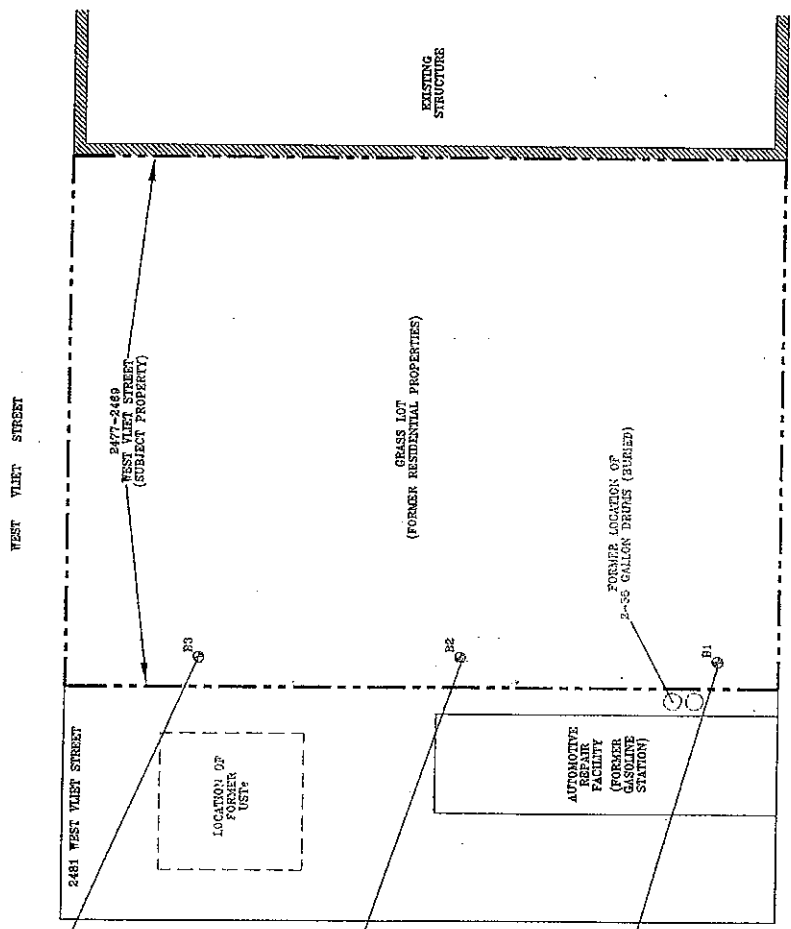 WEST VLIET STREET
EXISTING
STRUCTURE
2477-2469
WEST VLIET STREET
(SUBJECT PROPERTY)
GRASS LOT
(FORMER RESIDENTIAL PROPERTIES)
FORMER LOCATION OF
GALLON DRUMS (BURIED)
B3
B2
B1
2481 WEST VLIET STREET
LOCATION OF
FORMER
USTs
AUTOMOTIVE
REPAIR
FACILITY
(FORMER
GASOLINE
STATION)